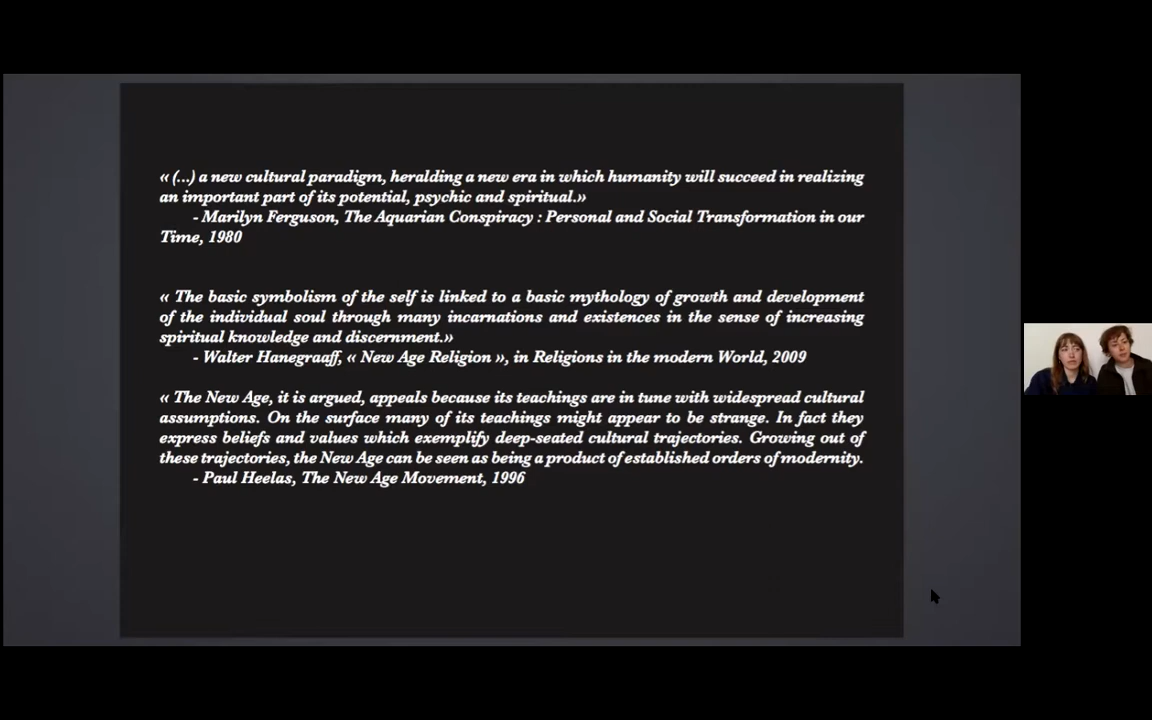 « (...) a new cultural paradigm, heralding a new era in which humanity will succeed in realizing
an important part of its potential, psychic and spiritual.»
- Marilyn Ferguson, The Aquarian Conspiracy : Personal and Social Transformation in our
Time, 1980
« The basic symbolism of the self is linked to a basic mythology of growth and development
of the individual soul through many incarnations and existences in the sense of increasing
spiritual knowledge and discernment.»
- Walter Hanegraaff, « New Age Religion », in Religions in the modern World, 2009
« The New Age, it is argued, appeals because its teachings are in tune with widespread cultural
assumptions. On the surface many of its teachings might appear to be strange. In fact they
express beliefs and values which exemplify deep-seated cultural trajectories. Growing out of
these trajectories, the New Age can be seen as being a product of established orders of modernity.
- Paul Heelas, The New Age Movement, 1996